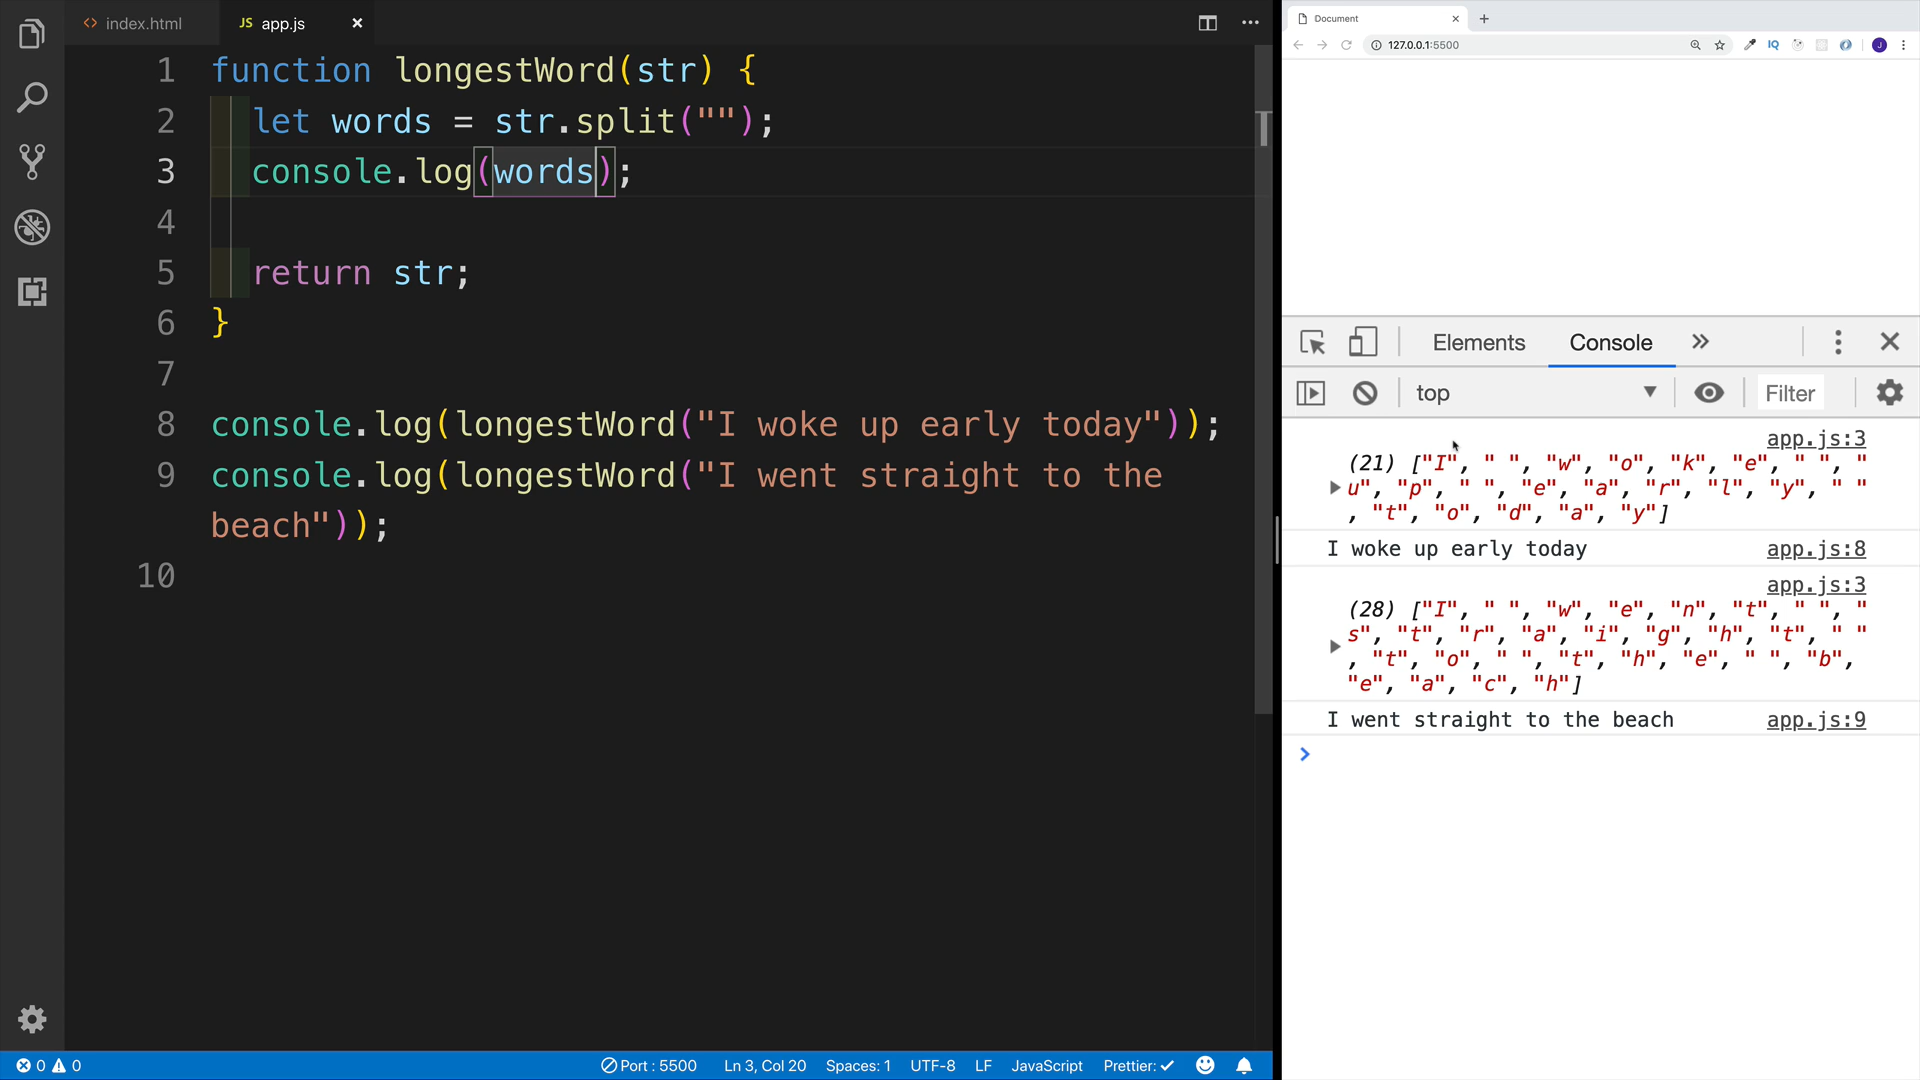 <> index.html
JS app.js ×
1 function longestWord(str) {
2 let words = str.split("");
3 console.log(words);
4
5 return str;
6 }
7
8 console.log(longestWord("I woke up early today"));
9 console.log(longestWord("I went straight to the
beach"));
10
0 0
Port : 5500
Ln 3, Col 20
Spaces: 1
UTF-8
LF
JavaScript
Prettier: ✓
Document
127.0.0.1:5500
IQ
J
Elements
Console
top
Filter
app.js:3
(21) ["I", " ", "w", "o", "k", "e", " ", "
u", "p", " ", "e", "a", "r", "l", "y", " "
, "t", "o", "d", "a", "y"]
I woke up early today app.js:8
app.js:3
(28) ["I", " ", "w", "e", "n", "t", " ", "
s", "t", "r", "a", "i", "g", "h", "t", " "
, "t", "o", " ", "t", "h", "e", " ", "b",
"e", "a", "c", "h"]
I went straight to the beach app.js:9
>